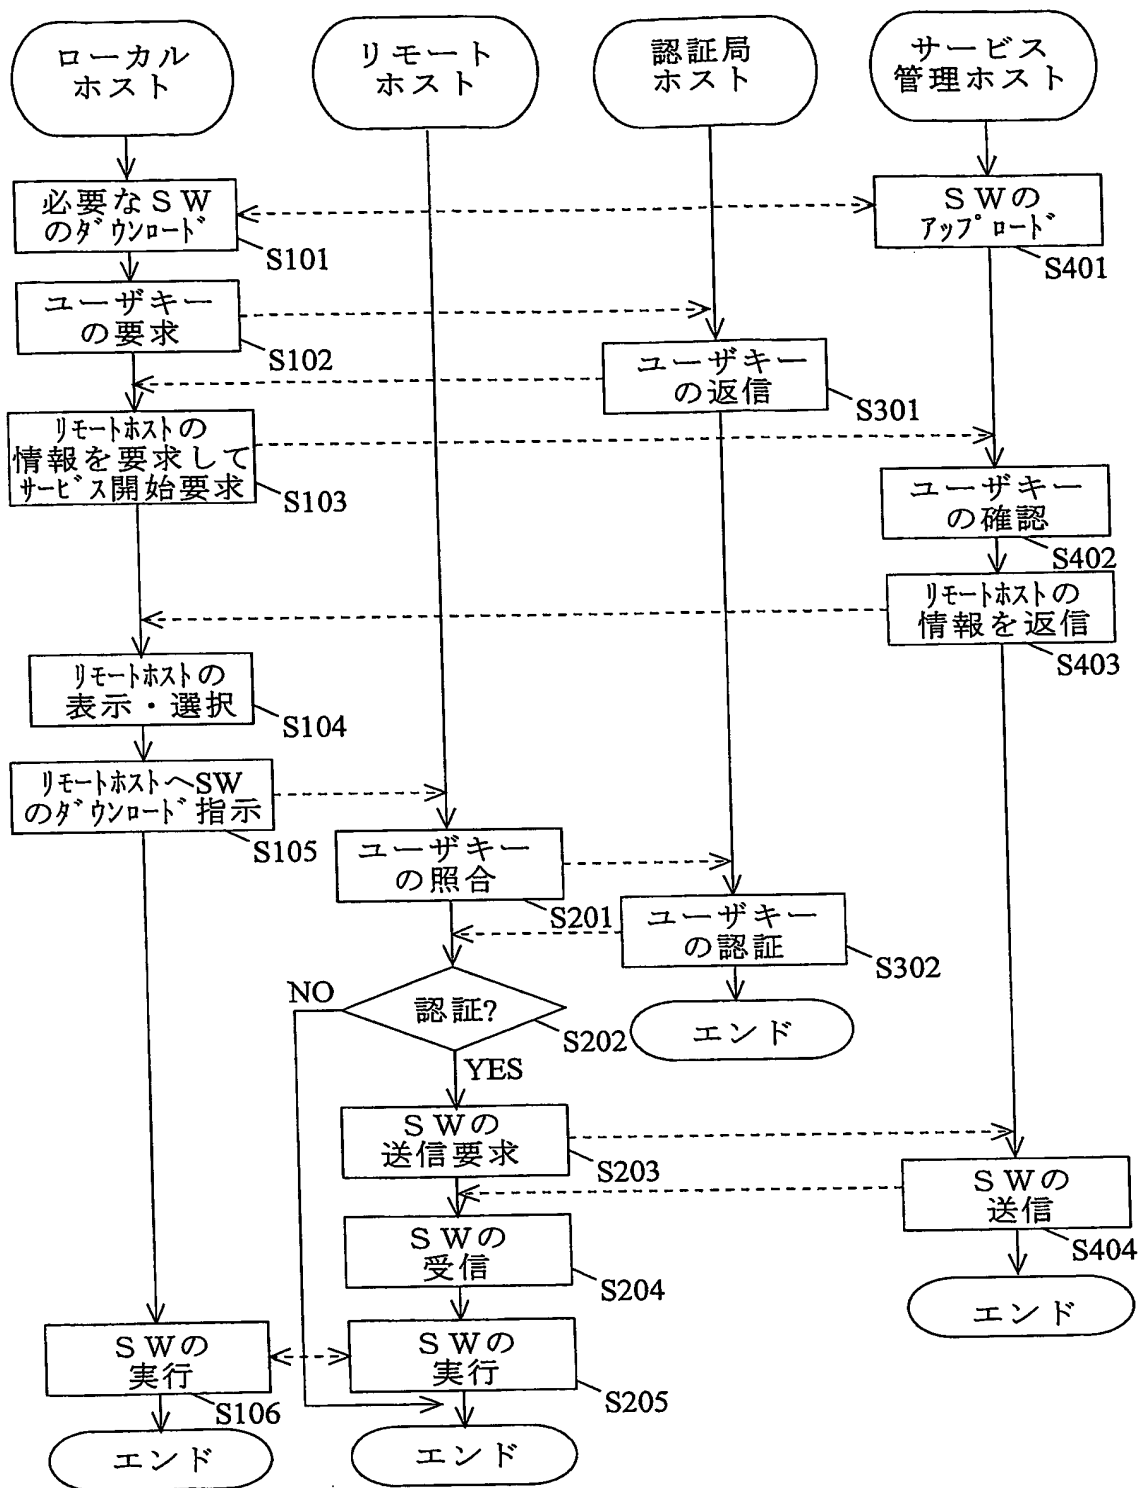 ローカル
ホスト
リモート
ホスト
認証局
ホスト
サービス
管理ホスト
必要なSW
のダウンロード
S101
SWの
アップロード
S401
ユーザキー
の要求
S102
ユーザキー
の返信
S301
リモートホストの
情報を要求して
サービス開始要求
S103
ユーザキー
の確認
S402
リモートホストの
情報を返信
S403
リモートホストの
表示・選択
S104
リモートホストへSW
のダウンロード指示
S105
ユーザキー
の照合
S201
ユーザキー
の認証
S302
NO
認証?
S202
エンド
YES
SWの
送信要求
S203
SWの
送信
S404
SWの
受信
S204
エンド
SWの
実行
S106
SWの
実行
S205
エンド
エンド